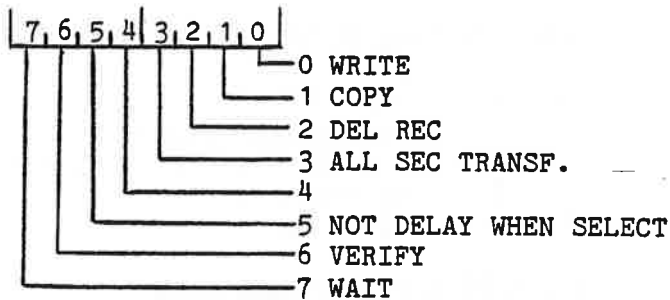 7 6 5 4 3 2 1 0
0 WRITE
1 COPY
2 DEL REC
3 ALL SEC TRANSF.
4
5 NOT DELAY WHEN SELECT
6 VERIFY
7 WAIT